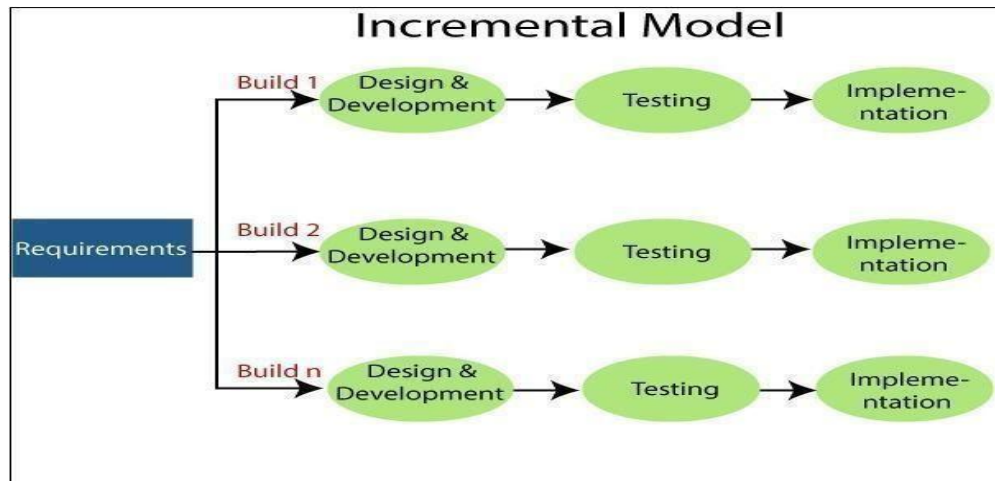 Incremental Model
Build 1
Design &
Development
Testing
Impleme-
ntation
Requirements
Build 2
Design &
Development
Testing
Impleme-
ntation
Build n
Design &
Development
Testing
Impleme-
ntation